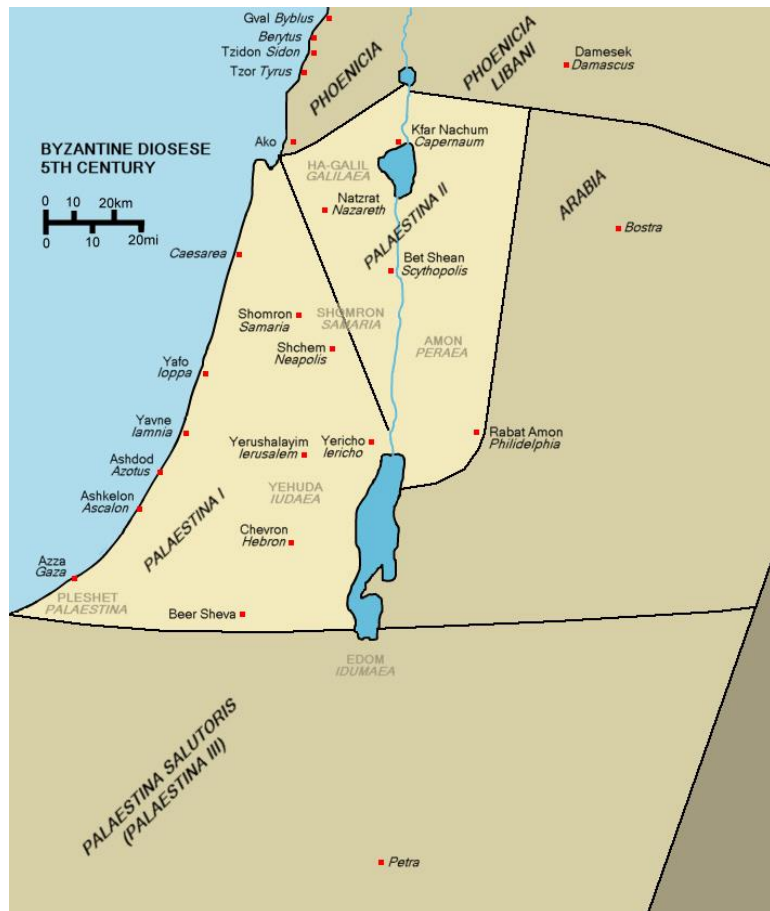 Gval Byblus
Berytus
Tzidon Sidon
Tzor Tyrus
PHOENICIA
PHOENICIA
LIBANI
Damesek
Damascus
BYZANTINE DIOSESE
5TH CENTURY
0 10 20km
0 10 20mi
Ako
Kfar Nachum
Capernaum
HA-GALIL
GALILAEA
Natzrat
Nazareth
PALAESTINA II
ARABIA
Bostra
Caesarea
Bet Shean
Scythopolis
Shomron
Samaria
SHOMRON
SAMARIA
Shchem
Neapolis
AMON
PERAEA
Yafo
Ioppa
Yavne
Iamnia
Yerushalayim
Ierusalem
Yericho
Iericho
Rabat Amon
Philidelphia
Ashdod
Azotus
Ashkelon
Ascalon
YEHUDA
IUDAEA
PALAESTINA I
Chevron
Hebron
Azza
Gaza
PLESHET
PALAESTINA
Beer Sheva
EDOM
IDUMAEA
PALAESTINA SALUTORIS
(PALAESTINA III)
Petra